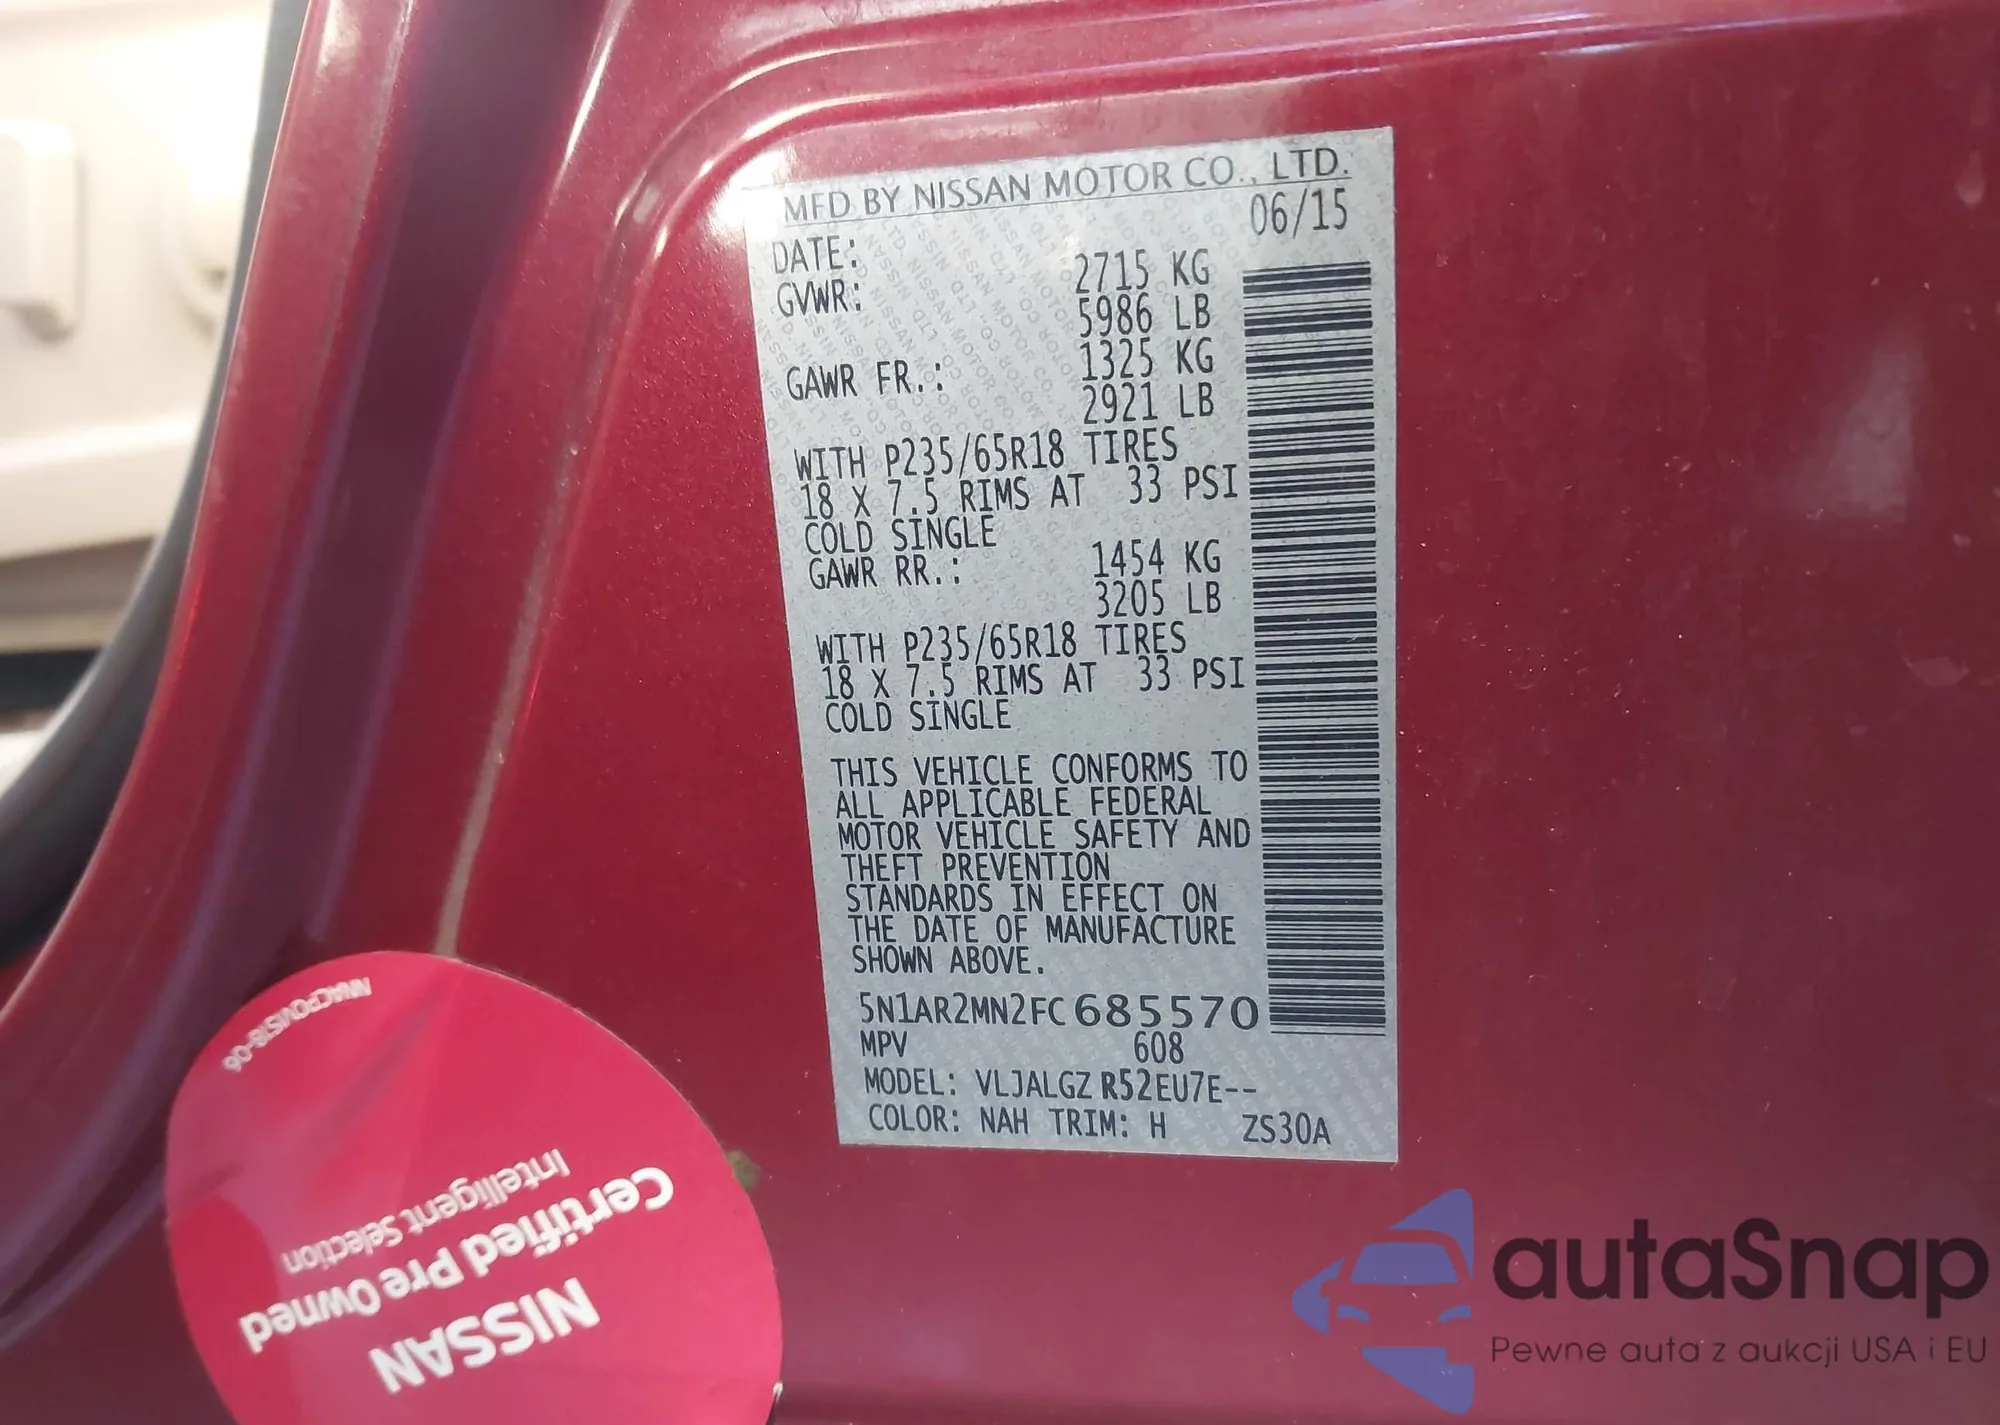 MFD BY NISSAN MOTOR CO., LTD.
DATE: 06/15
GVWR: 2715 KG
5986 LB
GAWR FR.: 1325 KG
2921 LB
WITH P235/65R18 TIRES
18 X 7.5 RIMS AT 33 PSI
COLD SINGLE
GAWR RR.: 1454 KG
3205 LB
WITH P235/65R18 TIRES
18 X 7.5 RIMS AT 33 PSI
COLD SINGLE
THIS VEHICLE CONFORMS TO
ALL APPLICABLE FEDERAL
MOTOR VEHICLE SAFETY AND
THEFT PREVENTION
STANDARDS IN EFFECT ON
THE DATE OF MANUFACTURE
SHOWN ABOVE.
5N1AR2MN2FC685570
MPV 608
MODEL: VLJALGZ R52EU7E--
COLOR: NAH TRIM: H ZS30A
NISSAN
Certified Pre Owned
Intelligent Selection
autaSnap
Pewne auta z aukcji USA i EU